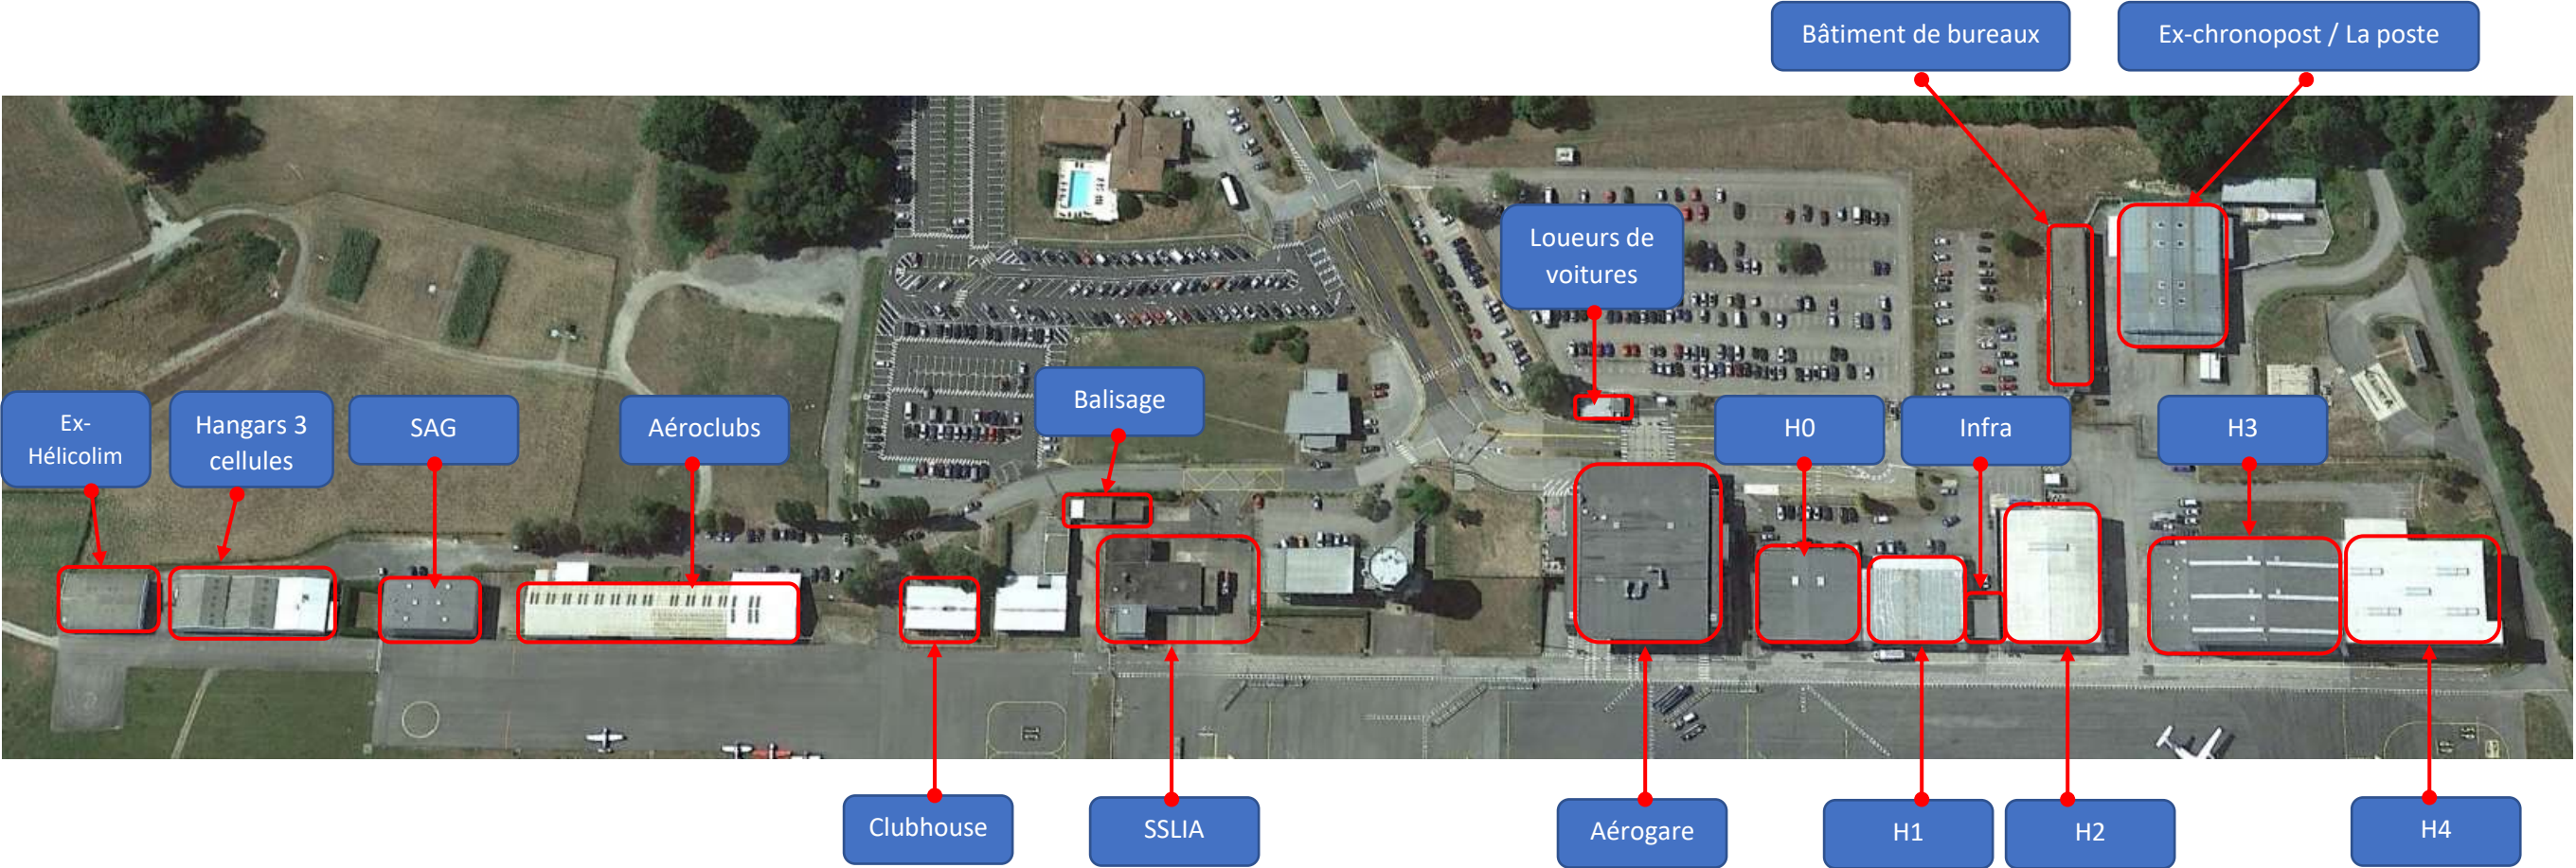 Bâtiment de bureaux
Ex-chronopost / La poste
Loueurs de
voitures
Balisage
Ex-
Hélicolim
Hangars 3
cellules
SAG
Aéroclubs
H0
Infra
H3
Clubhouse
SSLIA
Aérogare
H1
H2
H4